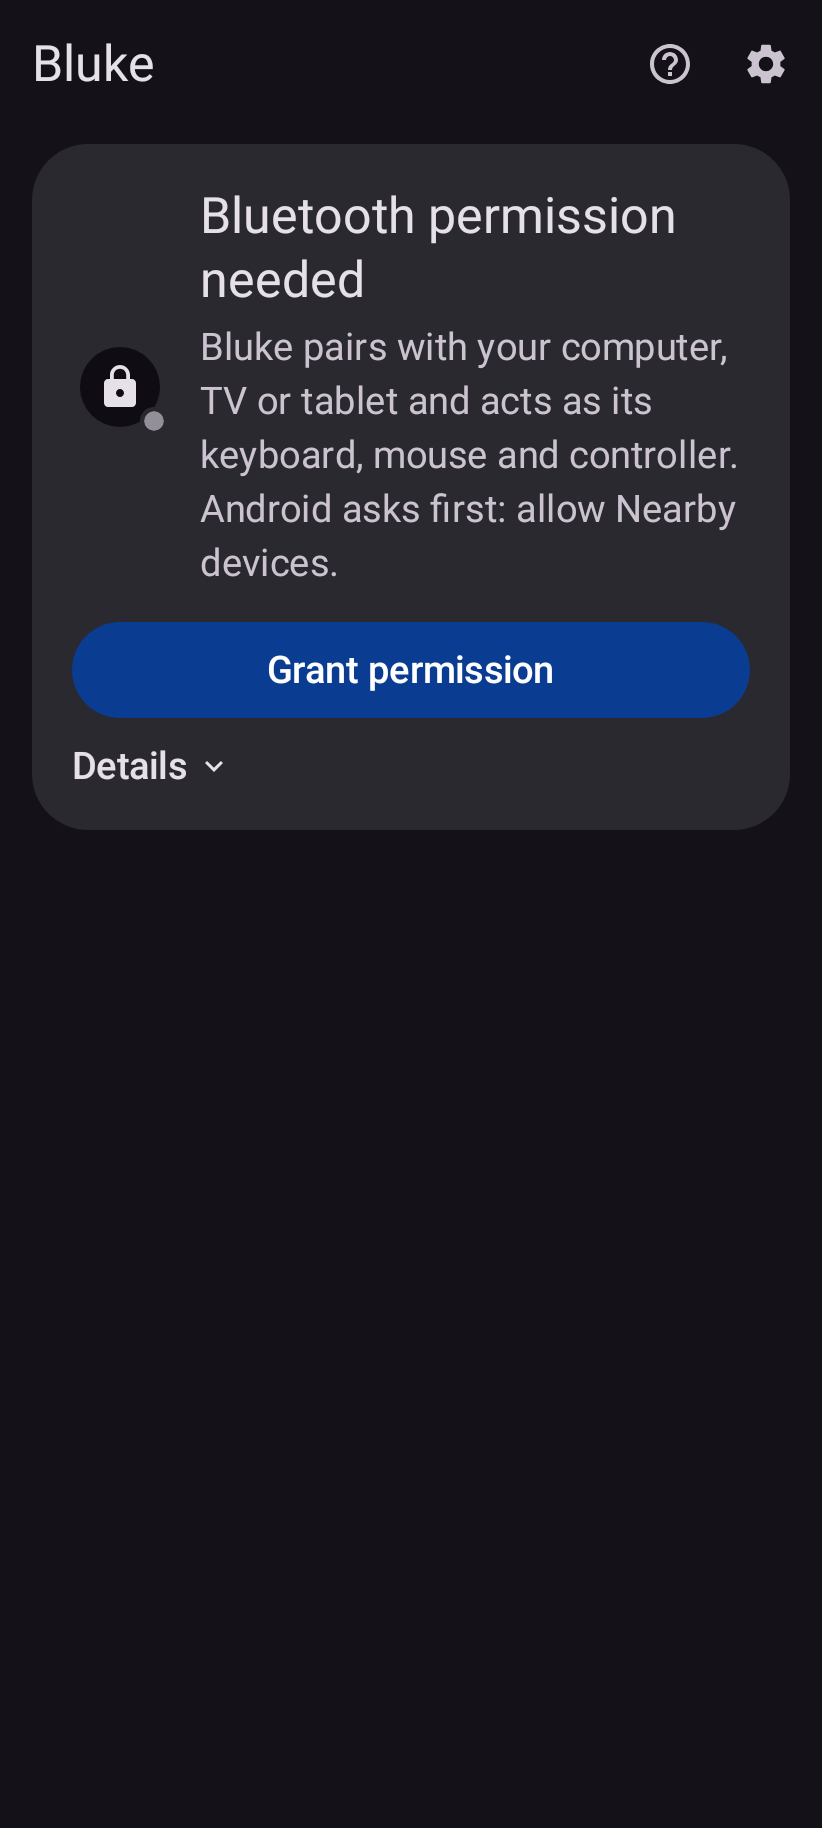 Bluke
Bluetooth permission
needed
Bluke pairs with your computer,
TV or tablet and acts as its
keyboard, mouse and controller.
Android asks first: allow Nearby
devices.
Grant permission
Details